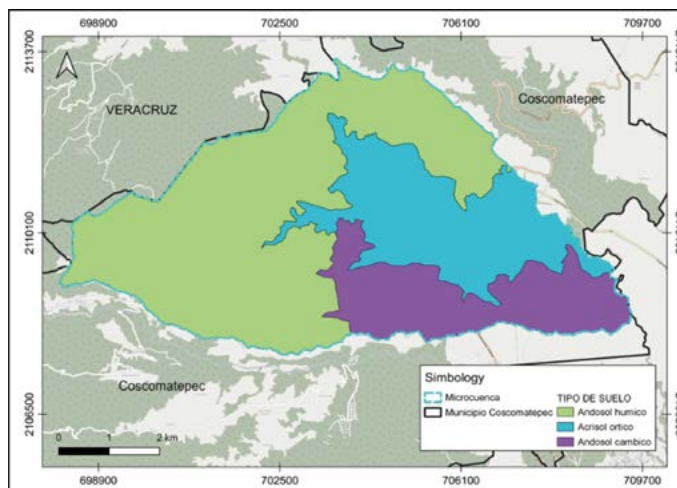 698900 702500 706100 709700
2113700
VERACRUZ
Coscomatepec
2110100
Coscomatepec
2106500
Simbology
Microcuenca
Municipio Coscomatepec
TIPO DE SUELO
Andosol humico
Acrisol ortico
Andosol cambico
0 1 2 km
698900 702500 706100 709700